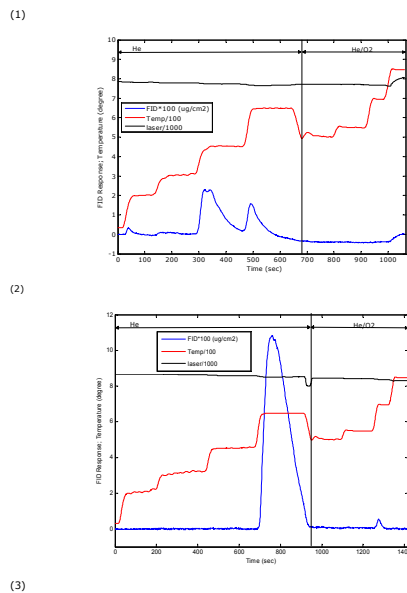 (1)
He
He/O2
10
9
8
7
6
5
4
3
2
1
0
-1
FID Response; Temperature (degree)
FID*100 (ug/cm2)
Temp/100
laser/1000
0 100 200 300 400 500 600 700 800 900 1000
Time (sec)
(2)
He
He/O2
12
10
8
6
4
2
0
FID Response; Temperature (degree)
FID*100 (ug/cm2)
Temp/100
laser/1000
0 200 400 600 800 1000 1200
Time (sec)
(3)